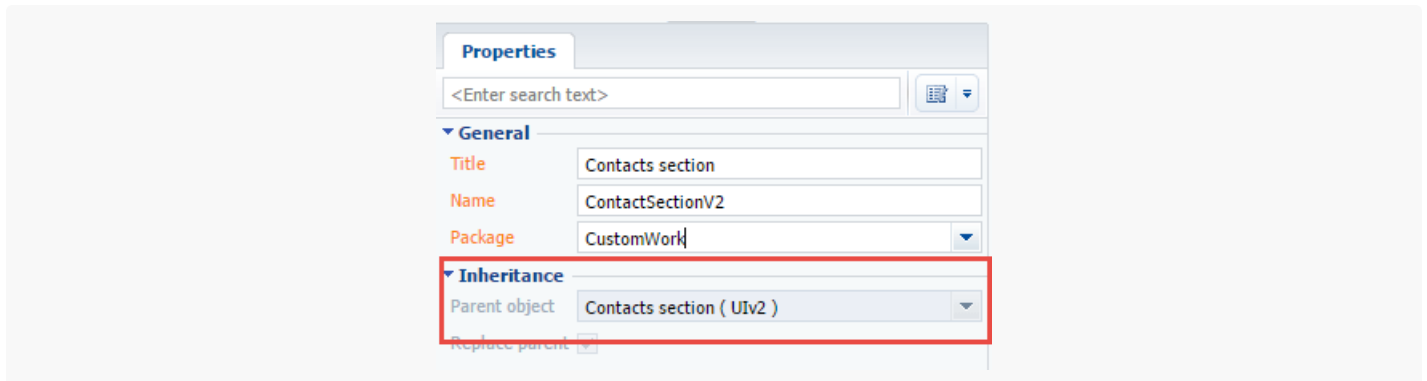 Properties
<Enter search text>
General
Title Contacts section
Name ContactSectionV2
Package CustomWork
Inheritance
Parent object Contacts section ( UIv2 )
Replace parent